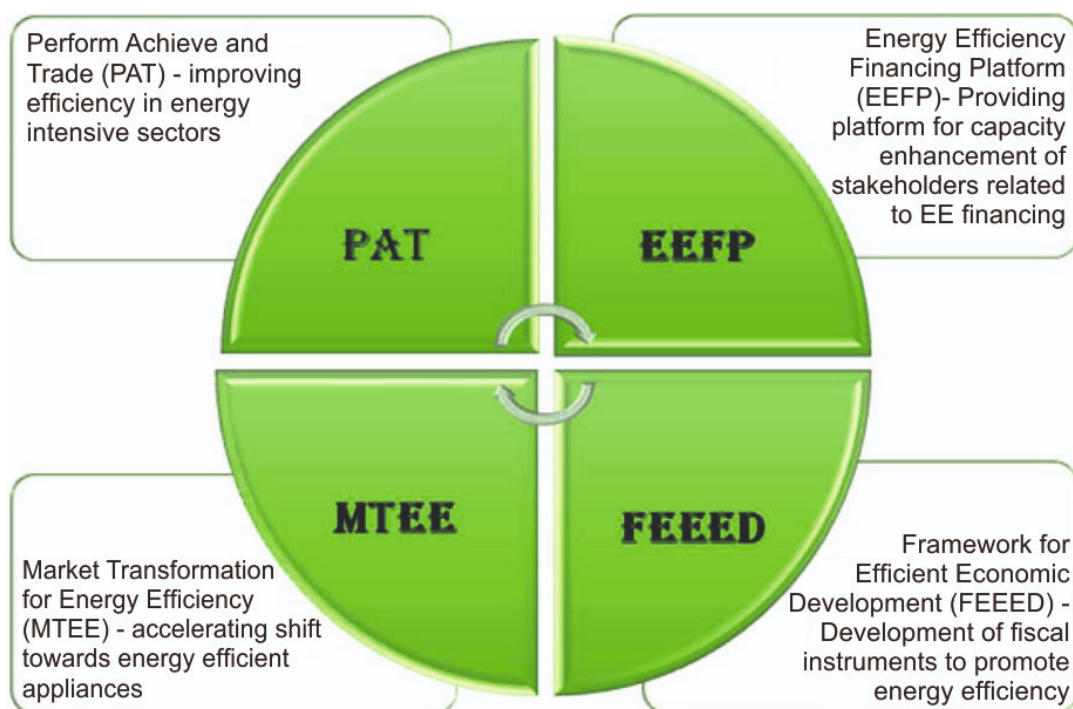 Perform Achieve and
Trade (PAT) - improving
efficiency in energy
intensive sectors
Energy Efficiency
Financing Platform
(EEFP)- Providing
platform for capacity
enhancement of
stakeholders related
to EE financing
PAT
EEFP
MTEE
FEEED
Market Transformation
for Energy Efficiency
(MTEE) - accelerating shift
towards energy efficient
appliances
Framework for
Efficient Economic
Development (FEEED) -
Development of fiscal
instruments to promote
energy efficiency